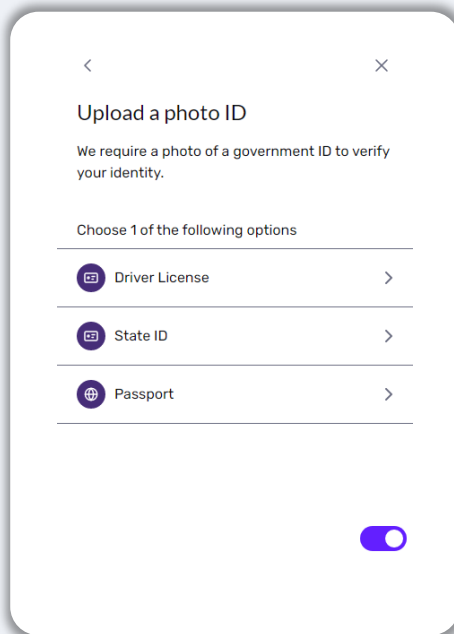 Upload a photo ID
We require a photo of a government ID to verify
your identity.
Choose 1 of the following options
Driver License
State ID
Passport